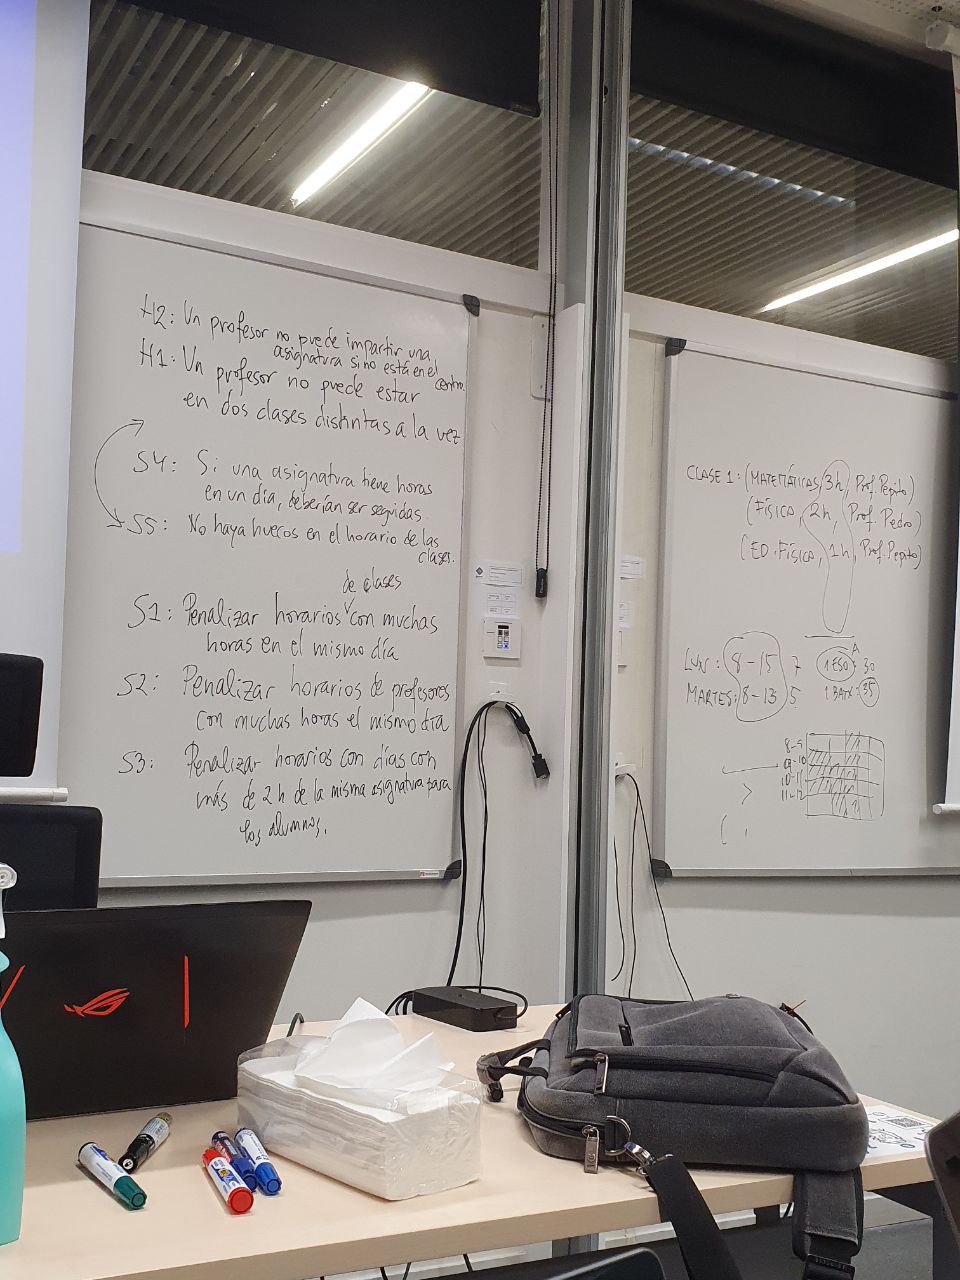 H2: Un profesor no puede impartir una
asignatura si no está en el centro.
H1: Un profesor no puede estar
en dos clases distintas a la vez
S4: Si una asignatura tiene horas
en un día, deberían ser seguidas.
S5: No haya huecos en el horario de las
clases.
de clases
S1: Penalizar horarios con muchas
horas en el mismo día
S2: Penalizar horarios de profesores
con muchas horas el mismo día
S3: Penalizar horarios con días con
más de 2h de la misma asignatura para
los alumnos.
CLASE 1: (MATEMÁTICAS, 3h, Prof. Pepito)
(FÍSICA, 2h, Prof. Pedro)
(ED. FÍSICA, 1h, Prof. Pepito)
LUN: 8-15 7
MARTES: 8-13 5
A
1 ESO: 30
1 BATX: 35
8-9
9-10
10-11
11-12